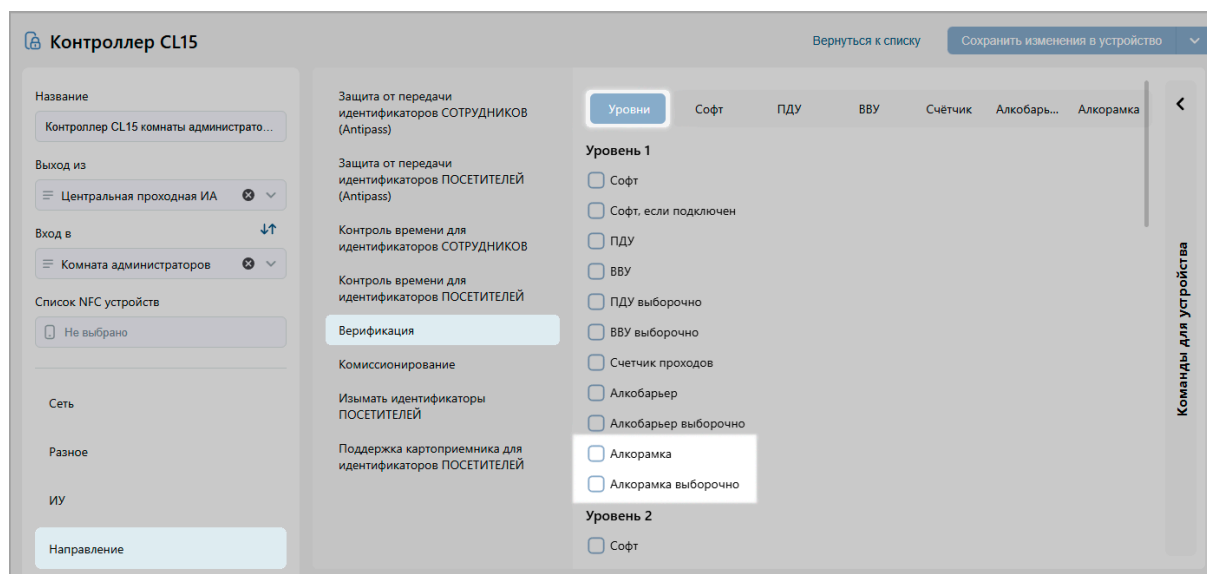 Контроллер CL15
Вернуться к списку
Сохранить изменения в устройство
Название
Контроллер CL15 комнаты администрато...
Выход из
Центральная проходная ИА
Вход в
Комната администраторов
Список NFC устройств
Не выбрано
Сеть
Разное
ИУ
Направление
Защита от передачи
идентификаторов СОТРУДНИКОВ
(Antipass)
Защита от передачи
идентификаторов ПОСЕТИТЕЛЕЙ
(Antipass)
Контроль времени для
идентификаторов СОТРУДНИКОВ
Контроль времени для
идентификаторов ПОСЕТИТЕЛЕЙ
Верификация
Комиссионирование
Изымать идентификаторы
ПОСЕТИТЕЛЕЙ
Поддержка картоприемника для
идентификаторов ПОСЕТИТЕЛЕЙ
Уровни Софт ПДУ ВВУ Счётчик Алкобарь... Алкорамка
Уровень 1
Софт
Софт, если подключен
ПДУ
ВВУ
ПДУ выборочно
ВВУ выборочно
Счетчик проходов
Алкобарьер
Алкобарьер выборочно
Алкорамка
Алкорамка выборочно
Уровень 2
Софт
Команды для устройства